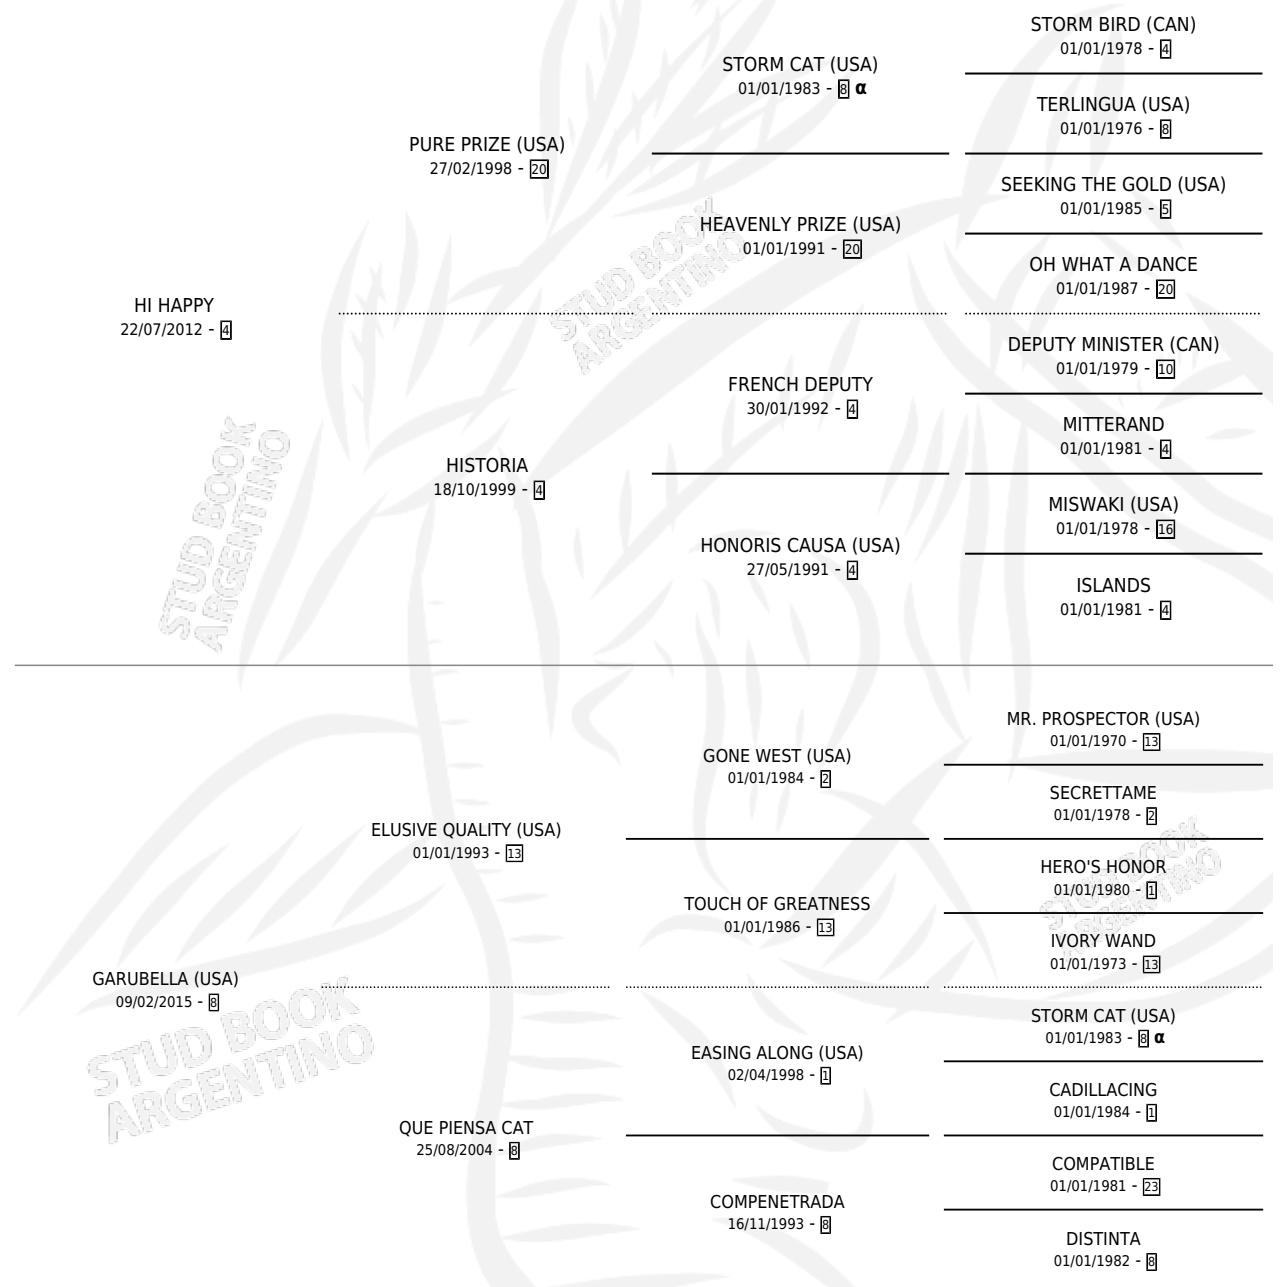 STORM BIRD (CAN)
01/01/1978 - 4
STORM CAT (USA)
01/01/1983 - 8 α
TERLINGUA (USA)
01/01/1976 - 8
PURE PRIZE (USA)
27/02/1998 - 20
SEEKING THE GOLD (USA)
01/01/1985 - 5
HEAVENLY PRIZE (USA)
01/01/1991 - 20
OH WHAT A DANCE
01/01/1987 - 20
HI HAPPY
22/07/2012 - 4
DEPUTY MINISTER (CAN)
01/01/1979 - 10
FRENCH DEPUTY
30/01/1992 - 4
MITTERAND
01/01/1981 - 4
HISTORIA
18/10/1999 - 4
MISWAKI (USA)
01/01/1978 - 16
HONORIS CAUSA (USA)
27/05/1991 - 4
ISLANDS
01/01/1981 - 4
MR. PROSPECTOR (USA)
01/01/1970 - 13
GONE WEST (USA)
01/01/1984 - 2
SECRETTAME
01/01/1978 - 2
ELUSIVE QUALITY (USA)
01/01/1993 - 13
HERO'S HONOR
01/01/1980 - 1
TOUCH OF GREATNESS
01/01/1986 - 13
IVORY WAND
01/01/1973 - 13
GARUBELLA (USA)
09/02/2015 - 8
STORM CAT (USA)
01/01/1983 - 8 α
EASING ALONG (USA)
02/04/1998 - 1
CADILLACING
01/01/1984 - 1
QUE PIENSA CAT
25/08/2004 - 8
COMPATIBLE
01/01/1981 - 23
COMPENETRADA
16/11/1993 - 8
DISTINTA
01/01/1982 - 8
STUD BOOK
ARGENTINO
STUD BOOK
ARGENTINO
STUD BOOK
ARGENTINO
STUD BOOK
ARGENTINO